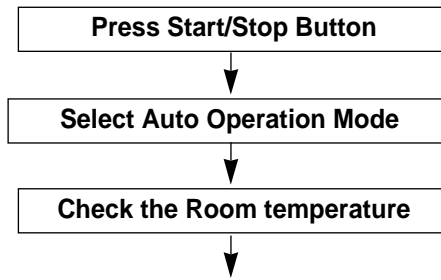 Press Start/Stop Button
Select Auto Operation Mode
Check the Room temperature